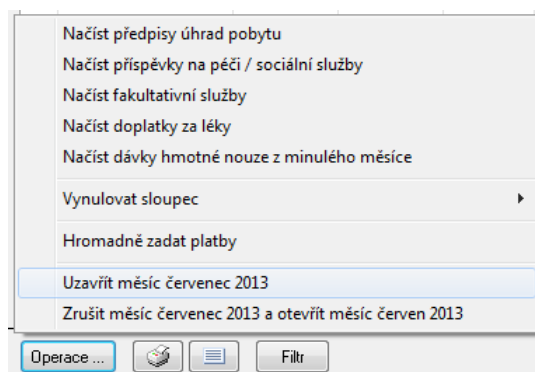 Načíst předpisy úhrad pobytu
Načíst příspěvky na péči / sociální služby
Načíst fakultativní služby
Načíst doplatky za léky
Načíst dávky hmotné nouze z minulého měsíce
Vynulovat sloupec
Hromadně zadat platby
Uzavřít měsíc červenec 2013
Zrušit měsíc červenec 2013 a otevřít měsíc červen 2013
Operace ...
Filtr